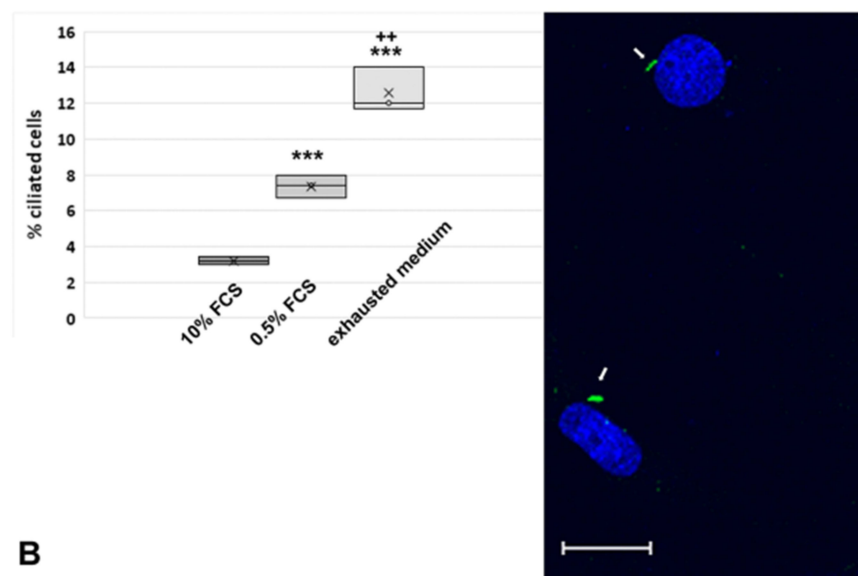 16
14
12
10
8
6
4
2
0
% ciliated cells
++
***
***
10% FCS
0.5% FCS
exhausted medium
B